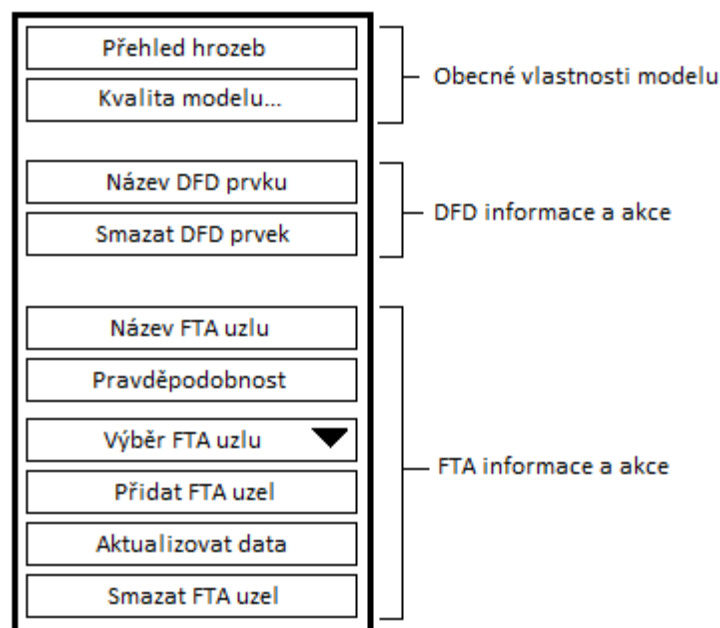 Přehled hrozeb
Kvalita modelu...
Obecné vlastnosti modelu
Název DFD prvku
Smazat DFD prvek
DFD informace a akce
Název FTA uzlu
Pravděpodobnost
Výběr FTA uzlu
Přidat FTA uzel
Aktualizovat data
Smazat FTA uzel
FTA informace a akce